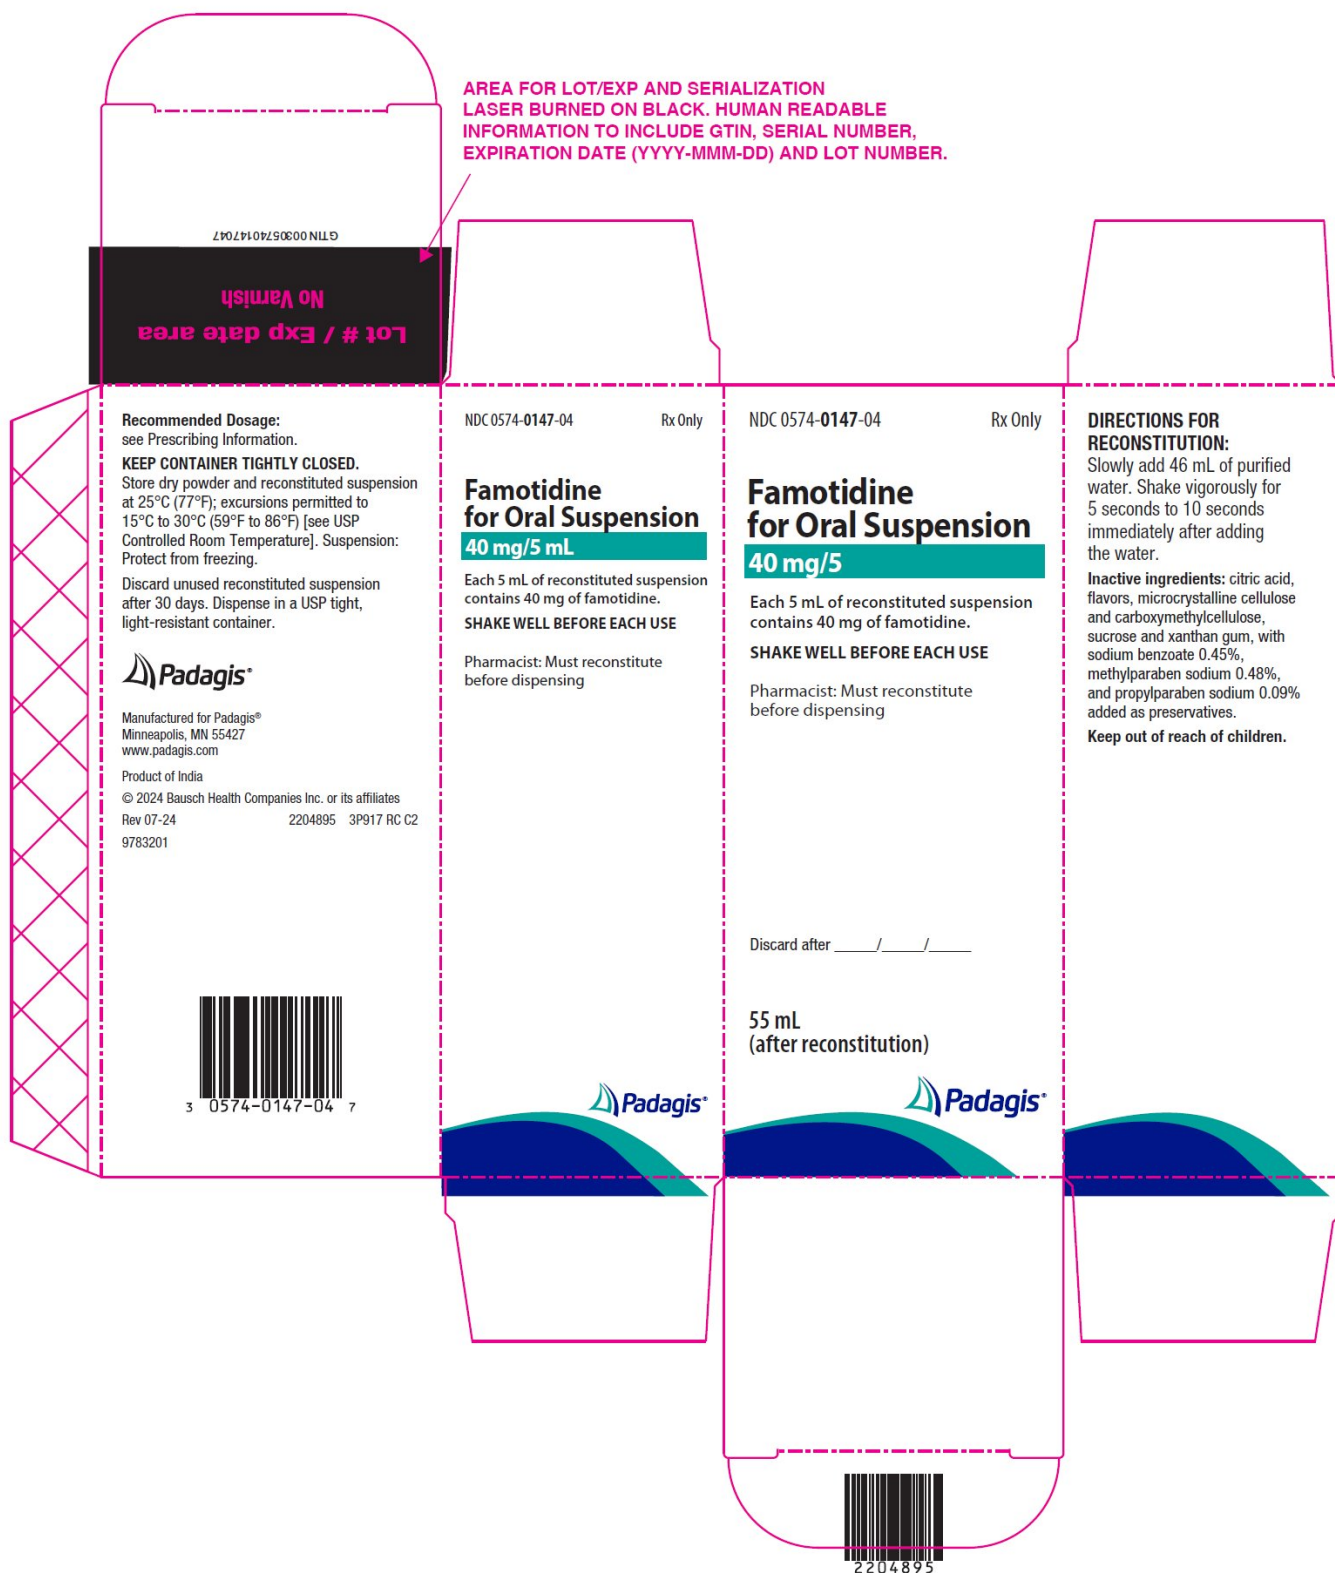 AREA FOR LOT/EXP AND SERIALIZATION
LASER BURNED ON BLACK. HUMAN READABLE
INFORMATION TO INCLUDE GTIN, SERIAL NUMBER,
EXPIRATION DATE (YYYY-MMM-DD) AND LOT NUMBER.
GTIN 00305740147047
No Varnish
Lot # / Exp date area
Recommended Dosage:
see Prescribing Information.
KEEP CONTAINER TIGHTLY CLOSED.
Store dry powder and reconstituted suspension
at 25°C (77°F); excursions permitted to
15°C to 30°C (59°F to 86°F) [see USP
Controlled Room Temperature]. Suspension:
Protect from freezing.
Discard unused reconstituted suspension
after 30 days. Dispense in a USP tight,
light-resistant container.
Padagis®
Manufactured for Padagis®
Minneapolis, MN 55427
www.padagis.com
Product of India
© 2024 Bausch Health Companies Inc. or its affiliates
Rev 07-24 2204895 3P917 RC C2
9783201
3 0574-0147-04 7
NDC 0574-0147-04 Rx Only
Famotidine
for Oral Suspension
40 mg/5 mL
Each 5 mL of reconstituted suspension
contains 40 mg of famotidine.
SHAKE WELL BEFORE EACH USE
Pharmacist: Must reconstitute
before dispensing
Padagis®
NDC 0574-0147-04 Rx Only
Famotidine
for Oral Suspension
40 mg/5
Each 5 mL of reconstituted suspension
contains 40 mg of famotidine.
SHAKE WELL BEFORE EACH USE
Pharmacist: Must reconstitute
before dispensing
Discard after _____/_____/_____
55 mL
(after reconstitution)
Padagis®
DIRECTIONS FOR
RECONSTITUTION:
Slowly add 46 mL of purified
water. Shake vigorously for
5 seconds to 10 seconds
immediately after adding
the water.
Inactive ingredients: citric acid,
flavors, microcrystalline cellulose
and carboxymethylcellulose,
sucrose and xanthan gum, with
sodium benzoate 0.45%,
methylparaben sodium 0.48%,
and propylparaben sodium 0.09%
added as preservatives.
Keep out of reach of children.
2204895